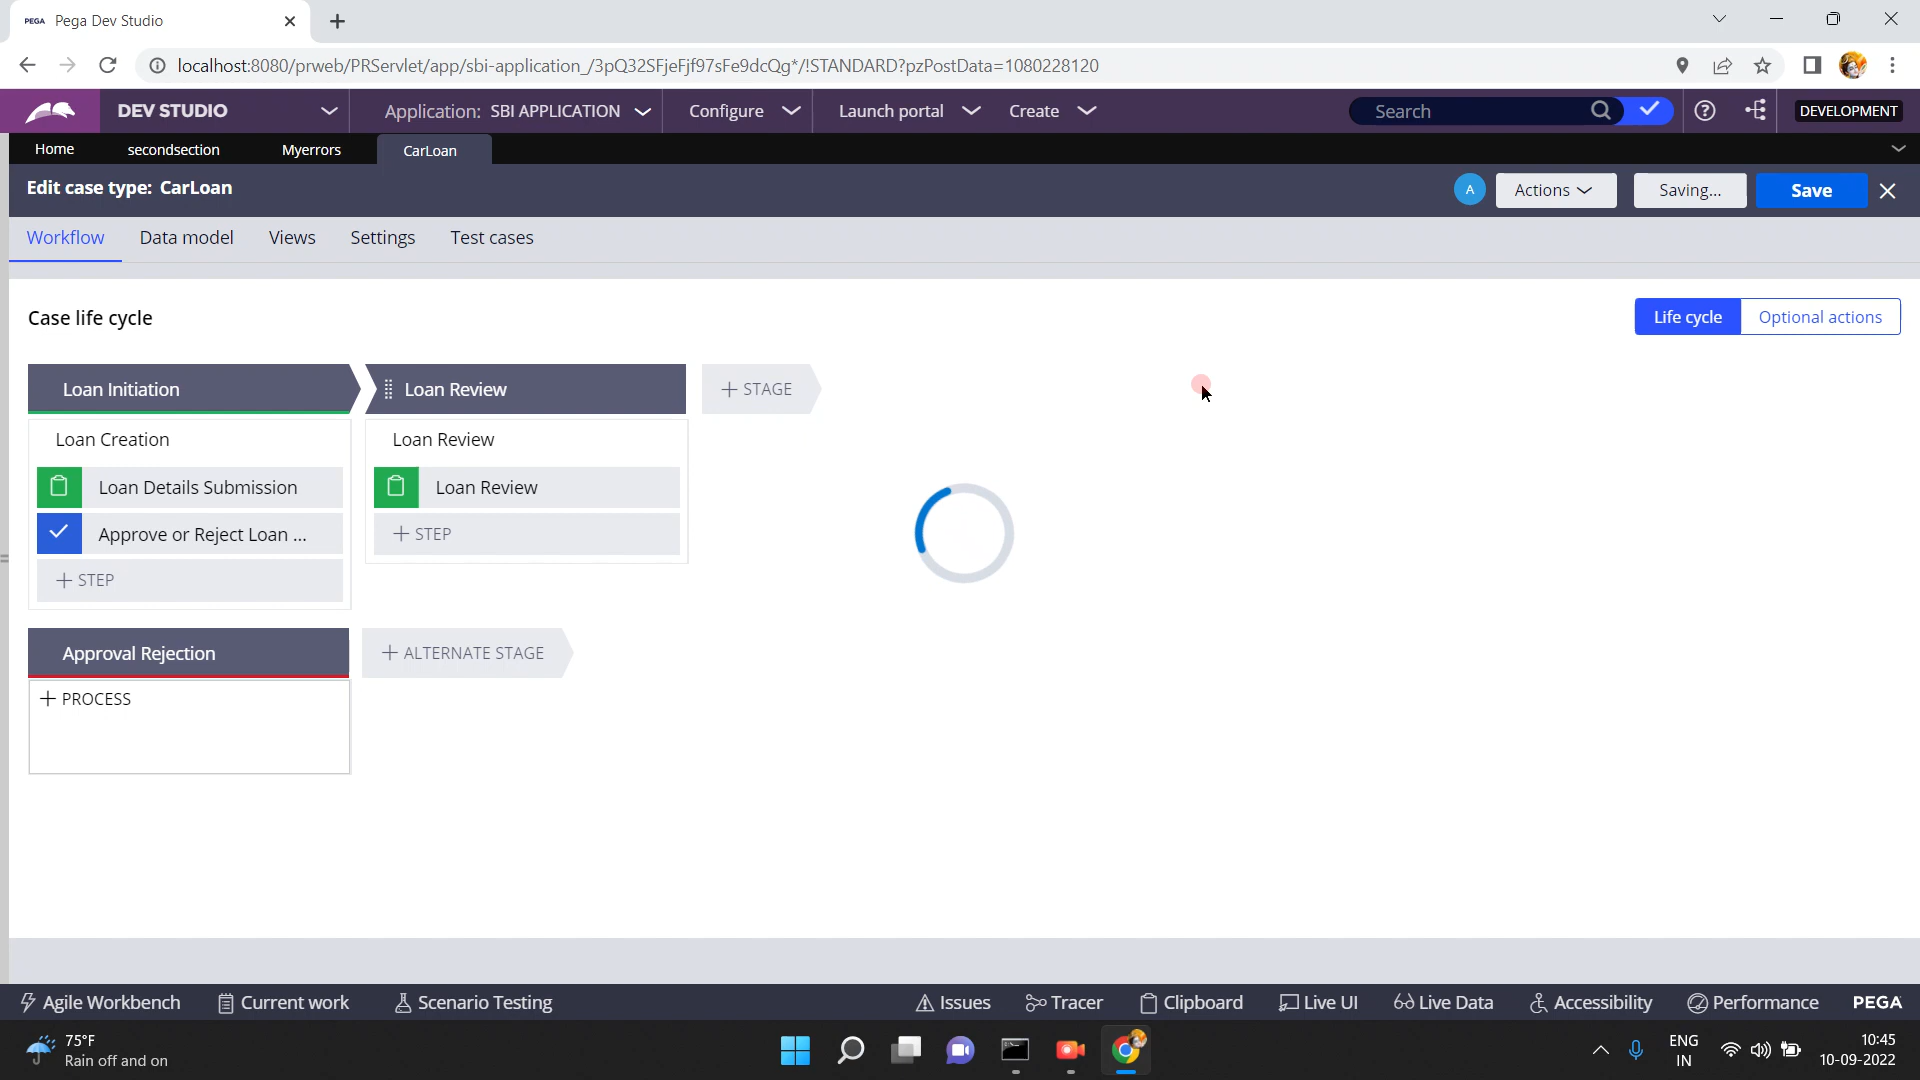 PEGA Pega Dev Studio
localhost:8080/prweb/PRServlet/app/sbi-application_/3pQ32SFjeFjf97sFe9dcQg*/!STANDARD?pzPostData=1080228120
DEV STUDIO Application: SBI APPLICATION Configure Launch portal Create Search DEVELOPMENT
Home secondsection Myerrors CarLoan
Edit case type: CarLoan A Actions Saving... Save
Workflow Data model Views Settings Test cases
Case life cycle Life cycle Optional actions
Loan Initiation Loan Review + STAGE
Loan Creation Loan Review
Loan Details Submission Loan Review
Approve or Reject Loan ... + STEP
+ STEP
Approval Rejection + ALTERNATE STAGE
+ PROCESS
Agile Workbench Current work Scenario Testing Issues Tracer Clipboard Live UI Live Data Accessibility Performance PEGA
75°F ENG 10:45
Rain off and on IN 10-09-2022